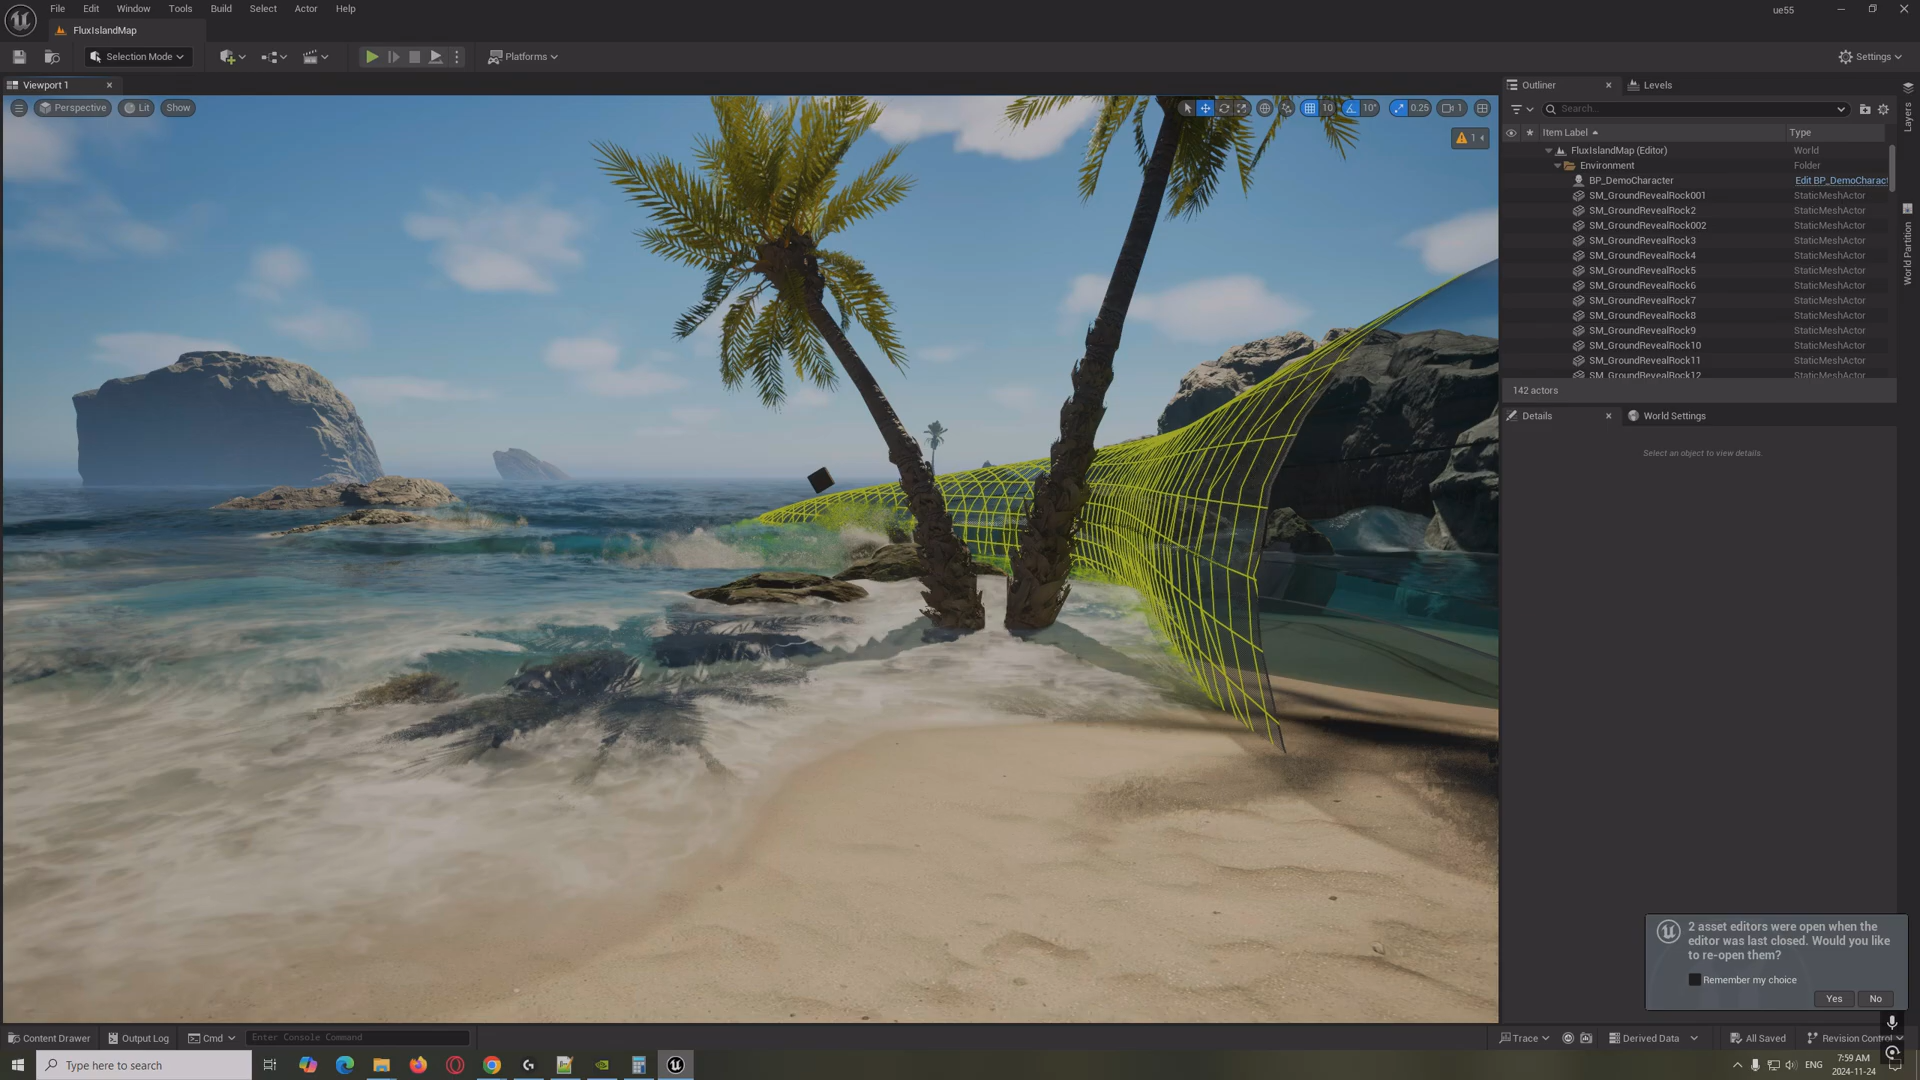 File Edit Window Tools Build Select Actor Help
ue55
FluxIslandMap
Selection Mode
Platforms
Settings
Viewport 1
Perspective
Lit
Show
10
10°
0.25
1
1
Outliner
Levels
Search...
Item Label
Type
FluxIslandMap (Editor) World
Environment Folder
BP_DemoCharacter Edit BP_DemoCharact
SM_GroundRevealRock001 StaticMeshActor
SM_GroundRevealRock2 StaticMeshActor
SM_GroundRevealRock002 StaticMeshActor
SM_GroundRevealRock3 StaticMeshActor
SM_GroundRevealRock4 StaticMeshActor
SM_GroundRevealRock5 StaticMeshActor
SM_GroundRevealRock6 StaticMeshActor
SM_GroundRevealRock7 StaticMeshActor
SM_GroundRevealRock8 StaticMeshActor
SM_GroundRevealRock9 StaticMeshActor
SM_GroundRevealRock10 StaticMeshActor
SM_GroundRevealRock11 StaticMeshActor
SM_GroundRevealRock12 StaticMeshActor
142 actors
Layers
World Partition
Details
World Settings
Select an object to view details.
2 asset editors were open when the
editor was last closed. Would you like
to re-open them?
Remember my choice
Yes
No
Content Drawer
Output Log
Cmd
Enter Console Command
Trace
Derived Data
All Saved
Revision Control
Type here to search
ENG
7:59 AM
2024-11-24